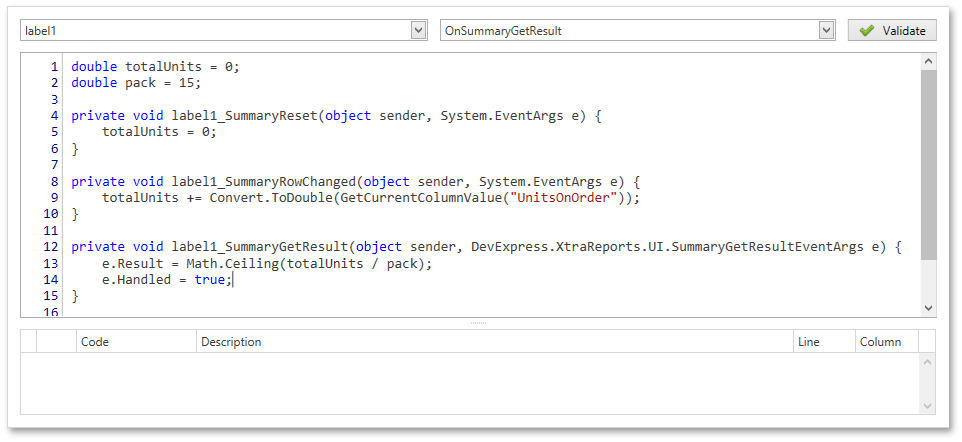 label1 OnSummaryGetResult Validate
1 double totalUnits = 0;
2 double pack = 15;
3
4 private void label1_SummaryReset(object sender, System.EventArgs e) {
5     totalUnits = 0;
6 }
7
8 private void label1_SummaryRowChanged(object sender, System.EventArgs e) {
9     totalUnits += Convert.ToDouble(GetCurrentColumnValue("UnitsOnOrder"));
10 }
11
12 private void label1_SummaryGetResult(object sender, DevExpress.XtraReports.UI.SummaryGetResultEventArgs e) {
13     e.Result = Math.Ceiling(totalUnits / pack);
14     e.Handled = true;
15 }
16
Code Description Line Column